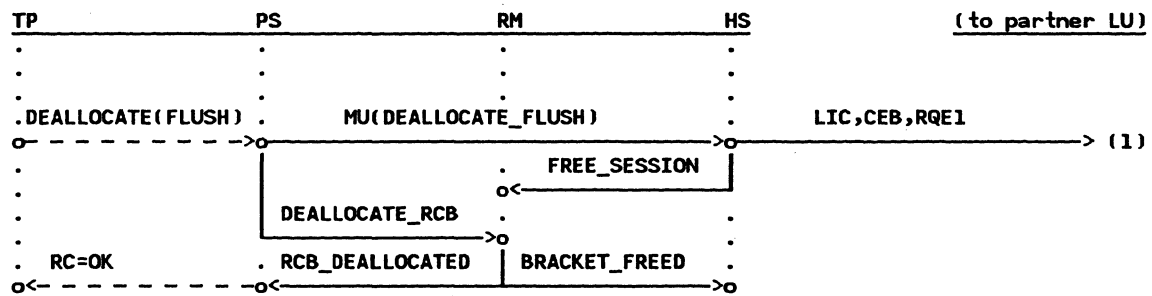 TP PS RM HS (to partner LU)
DEALLOCATE(FLUSH) MU(DEALLOCATE_FLUSH) LIC,CEB,RQE1
(1)
FREE_SESSION
DEALLOCATE_RCB
RC=OK RCB_DEALLOCATED BRACKET_FREED